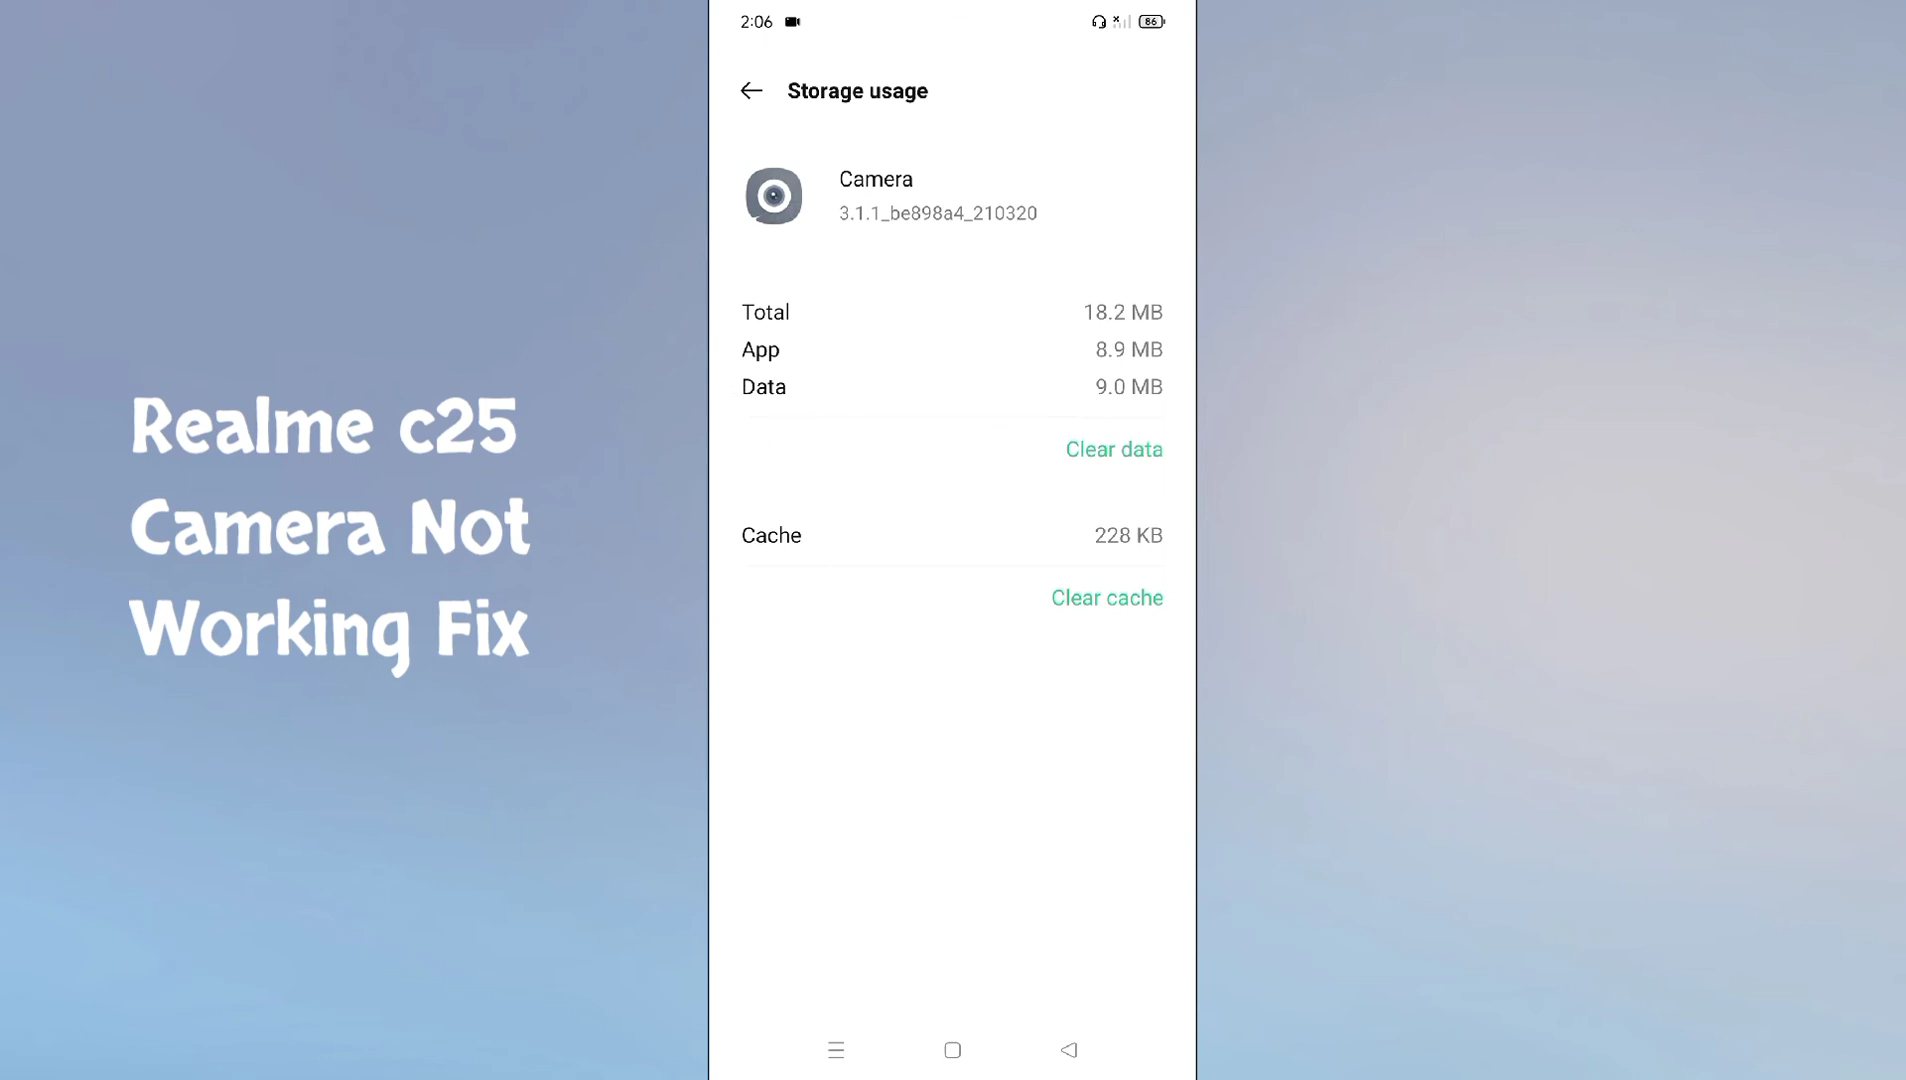 Realme c25
Camera Not
Working Fix
2:06
86
Storage usage
Camera
3.1.1_be898a4_210320
Total 18.2 MB
App 8.9 MB
Data 9.0 MB
Clear data
Cache 228 KB
Clear cache